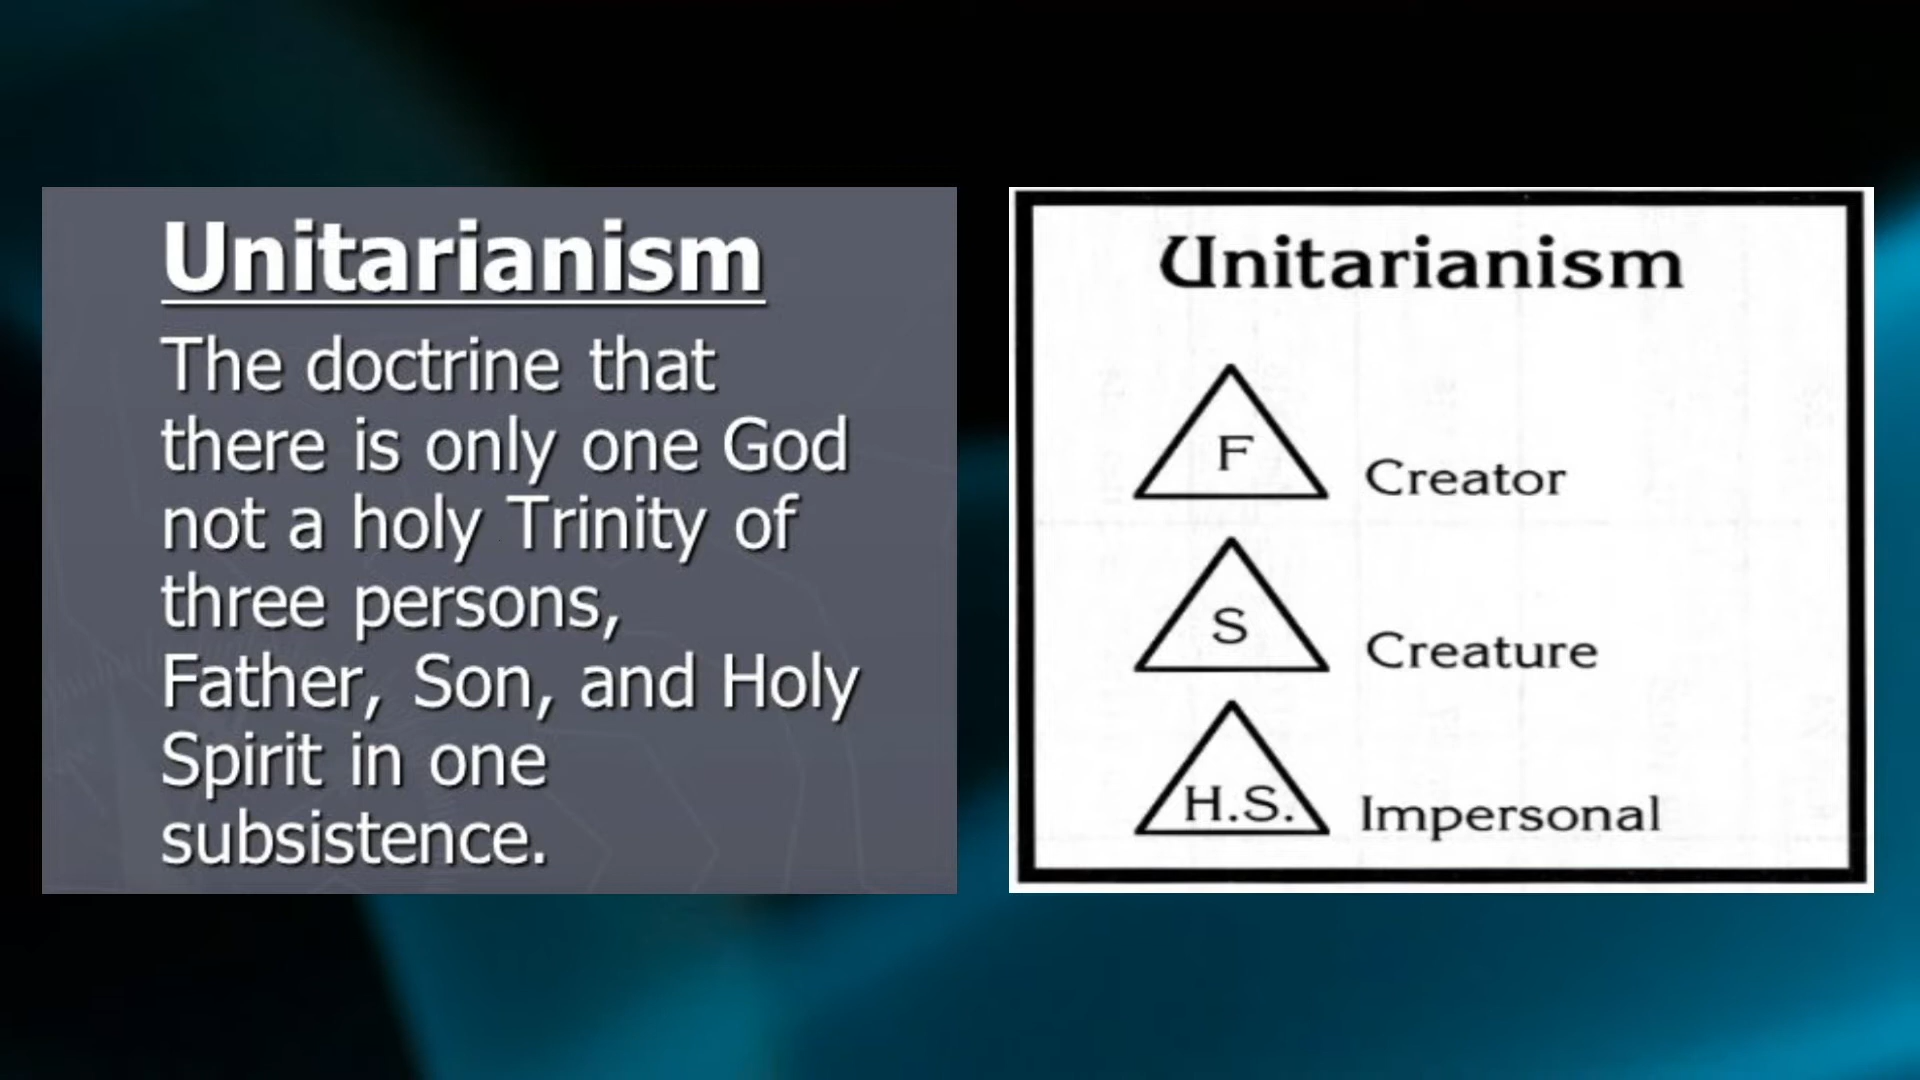 Unitarianism
The doctrine that
there is only one God
not a holy Trinity of
three persons,
Father, Son, and Holy
Spirit in one
subsistence.
Unitarianism
F Creator
S Creature
H.S. Impersonal